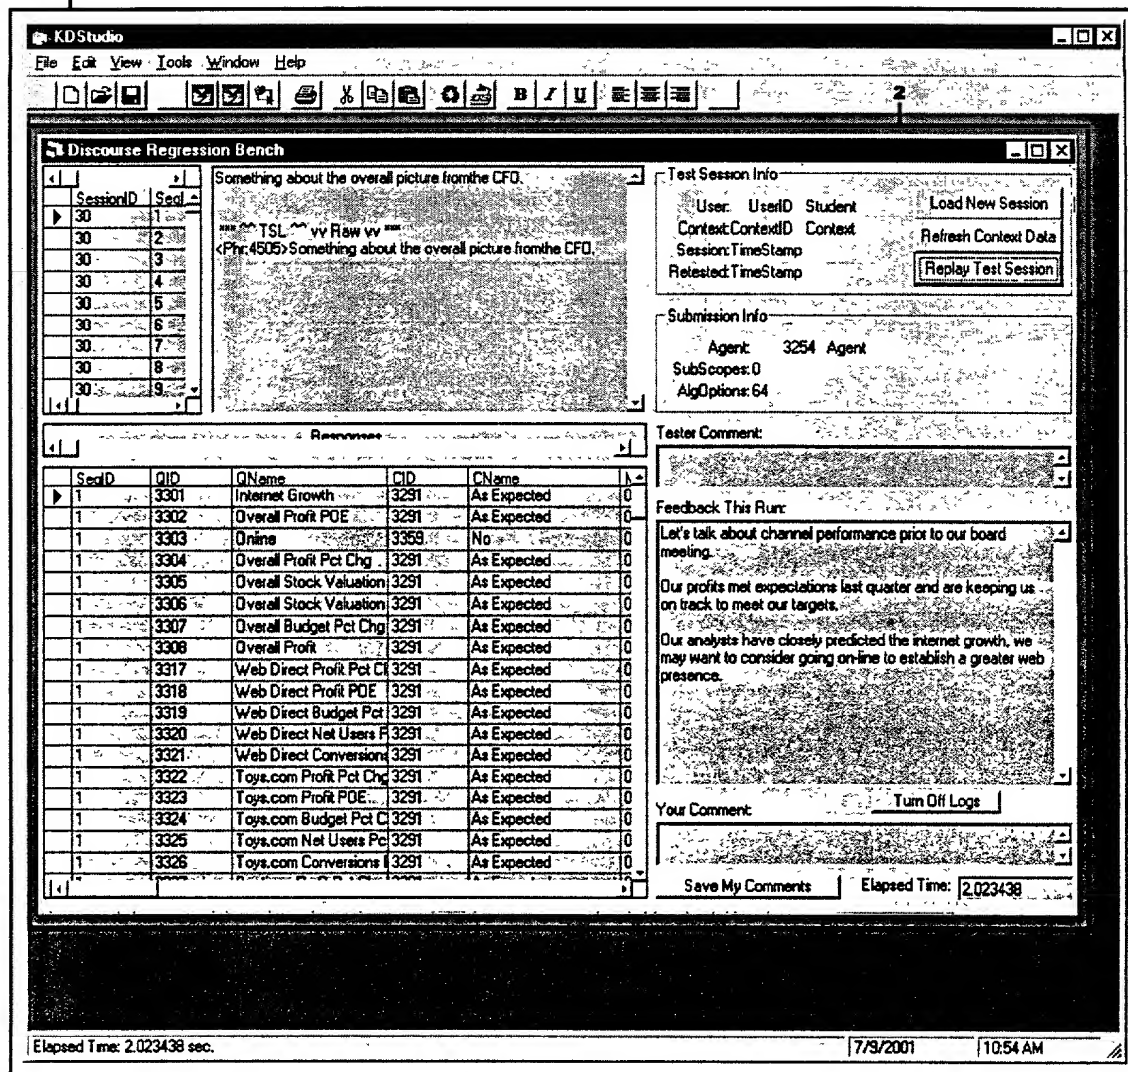 KDStudio
File Edit View Tools Window Help
B I U
2
Discourse Regression Bench
SessionID SeqI
30 1
30 2
30 3
30 4
30 5
30 6
30 7
30 8
30 9
Something about the overall picture fromthe CFO.
*** ^^ TSL ^^ vv Raw vv ***
<Phr:4505>Something about the overall picture fromthe CFO.
Test Session Info
User: UserID Student
Context:ContextID Context
Session:TimeStamp
Retested:TimeStamp
Load New Session
Refresh Context Data
Replay Test Session
Submission Info
Agent: 3254 Agent
SubScopes:0
AlgOptions:64
Responses
SeqID QID QName CID CName
1 3301 Internet Growth 3291 As Expected 0
1 3302 Overall Profit POE 3291 As Expected 0
1 3303 Online 3359 No 0
1 3304 Overall Profit Pct Chg 3291 As Expected 0
1 3305 Overall Stock Valuation 3291 As Expected 0
1 3306 Overall Stock Valuation 3291 As Expected 0
1 3307 Overall Budget Pct Chg 3291 As Expected 0
1 3308 Overall Profit 3291 As Expected 0
1 3317 Web Direct Profit Pct C 3291 As Expected 0
1 3318 Web Direct Profit POE 3291 As Expected 0
1 3319 Web Direct Budget Pct 3291 As Expected 0
1 3320 Web Direct Net Users P 3291 As Expected 0
1 3321 Web Direct Conversions 3291 As Expected 0
1 3322 Toys.com Profit Pct Chg 3291 As Expected 0
1 3323 Toys.com Profit POE 3291 As Expected 0
1 3324 Toys.com Budget Pct C 3291 As Expected 0
1 3325 Toys.com Net Users Pc 3291 As Expected 0
1 3326 Toys.com Conversions 3291 As Expected 0
Tester Comment:
Feedback This Run:
Let's talk about channel performance prior to our board
meeting.
Our profits met expectations last quarter and are keeping us
on track to meet our targets.
Our analysts have closely predicted the internet growth, we
may want to consider going on-line to establish a greater web
presence.
Turn Off Logs
Your Comment:
Save My Comments
Elapsed Time: 2.023438
Elapsed Time: 2.023438 sec.
7/9/2001 10:54 AM